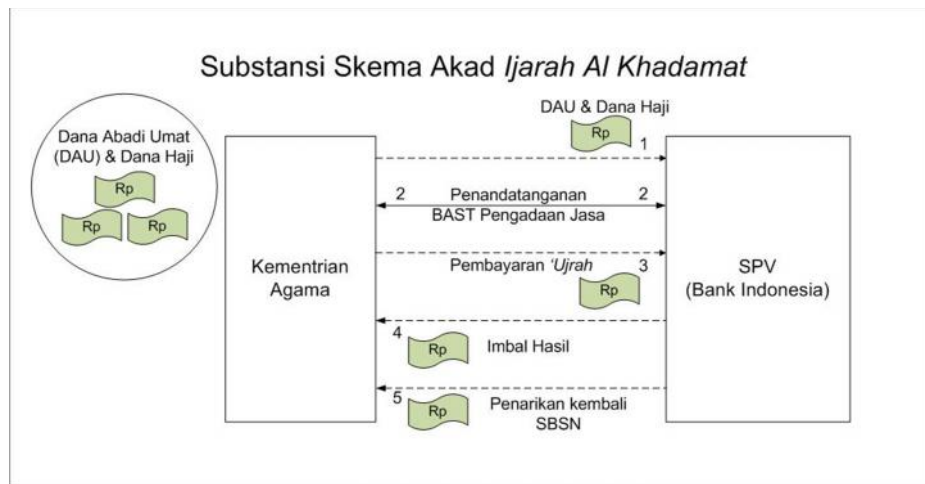 Substansi Skema Akad Ijarah Al Khadamat
Dana Abadi Umat
(DAU) & Dana Haji
Rp
Rp
Rp
Kementrian
Agama
DAU & Dana Haji
Rp
1
2
Penandatanganan
2
BAST Pengadaan Jasa
Pembayaran ‘Ujrah
3
Rp
4
Rp
Imbal Hasil
5
Rp
Penarikan kembali
SBSN
SPV
(Bank Indonesia)